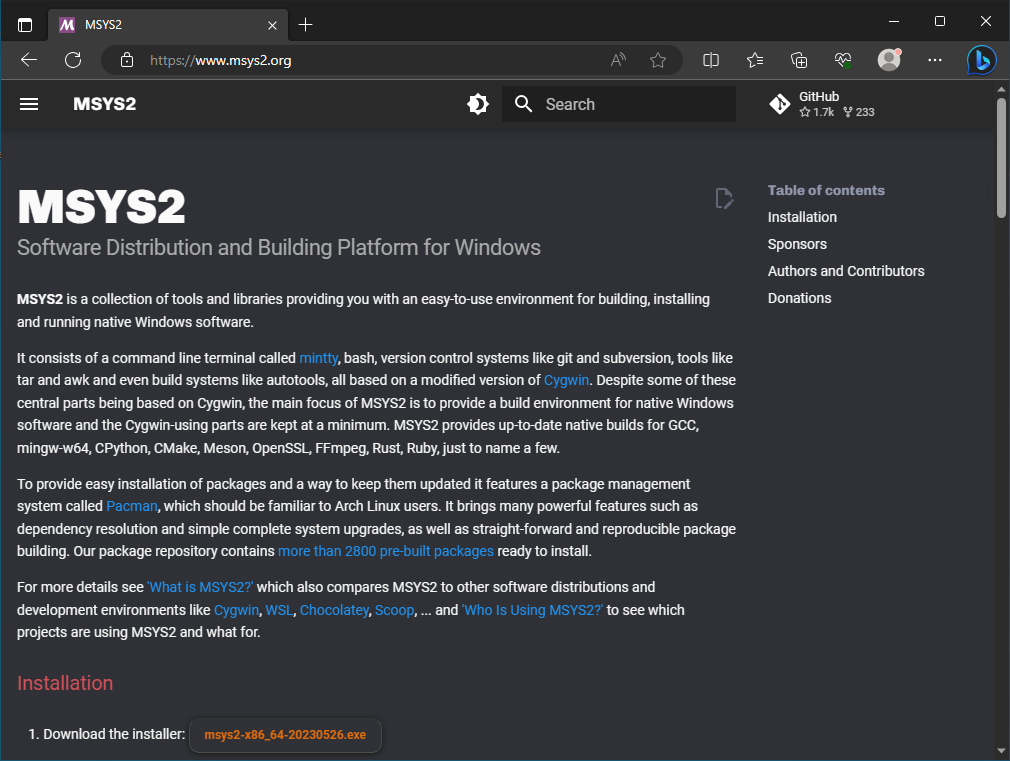 MSYS2
https://www.msys2.org
MSYS2
Search
GitHub
1.7k 233
MSYS2
Software Distribution and Building Platform for Windows
MSYS2 is a collection of tools and libraries providing you with an easy-to-use environment for building, installing
and running native Windows software.
It consists of a command line terminal called mintty, bash, version control systems like git and subversion, tools like
tar and awk and even build systems like autotools, all based on a modified version of Cygwin. Despite some of these
central parts being based on Cygwin, the main focus of MSYS2 is to provide a build environment for native Windows
software and the Cygwin-using parts are kept at a minimum. MSYS2 provides up-to-date native builds for GCC,
mingw-w64, CPython, CMake, Meson, OpenSSL, FFmpeg, Rust, Ruby, just to name a few.
To provide easy installation of packages and a way to keep them updated it features a package management
system called Pacman, which should be familiar to Arch Linux users. It brings many powerful features such as
dependency resolution and simple complete system upgrades, as well as straight-forward and reproducible package
building. Our package repository contains more than 2800 pre-built packages ready to install.
For more details see 'What is MSYS2?' which also compares MSYS2 to other software distributions and
development environments like Cygwin, WSL, Chocolatey, Scoop, ... and 'Who Is Using MSYS2?' to see which
projects are using MSYS2 and what for.
Installation
1. Download the installer: msys2-x86_64-20230526.exe
Table of contents
Installation
Sponsors
Authors and Contributors
Donations